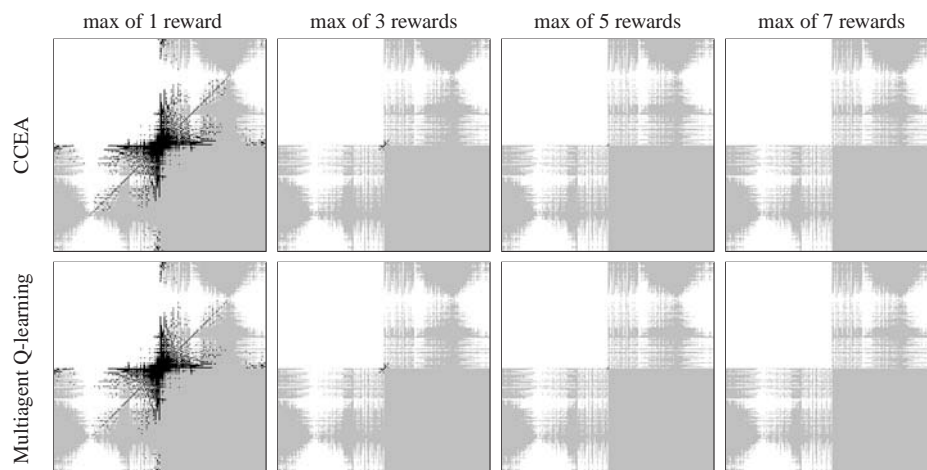 max of 1 reward
max of 3 rewards
max of 5 rewards
max of 7 rewards
CCEA
Multiagent Q-learning